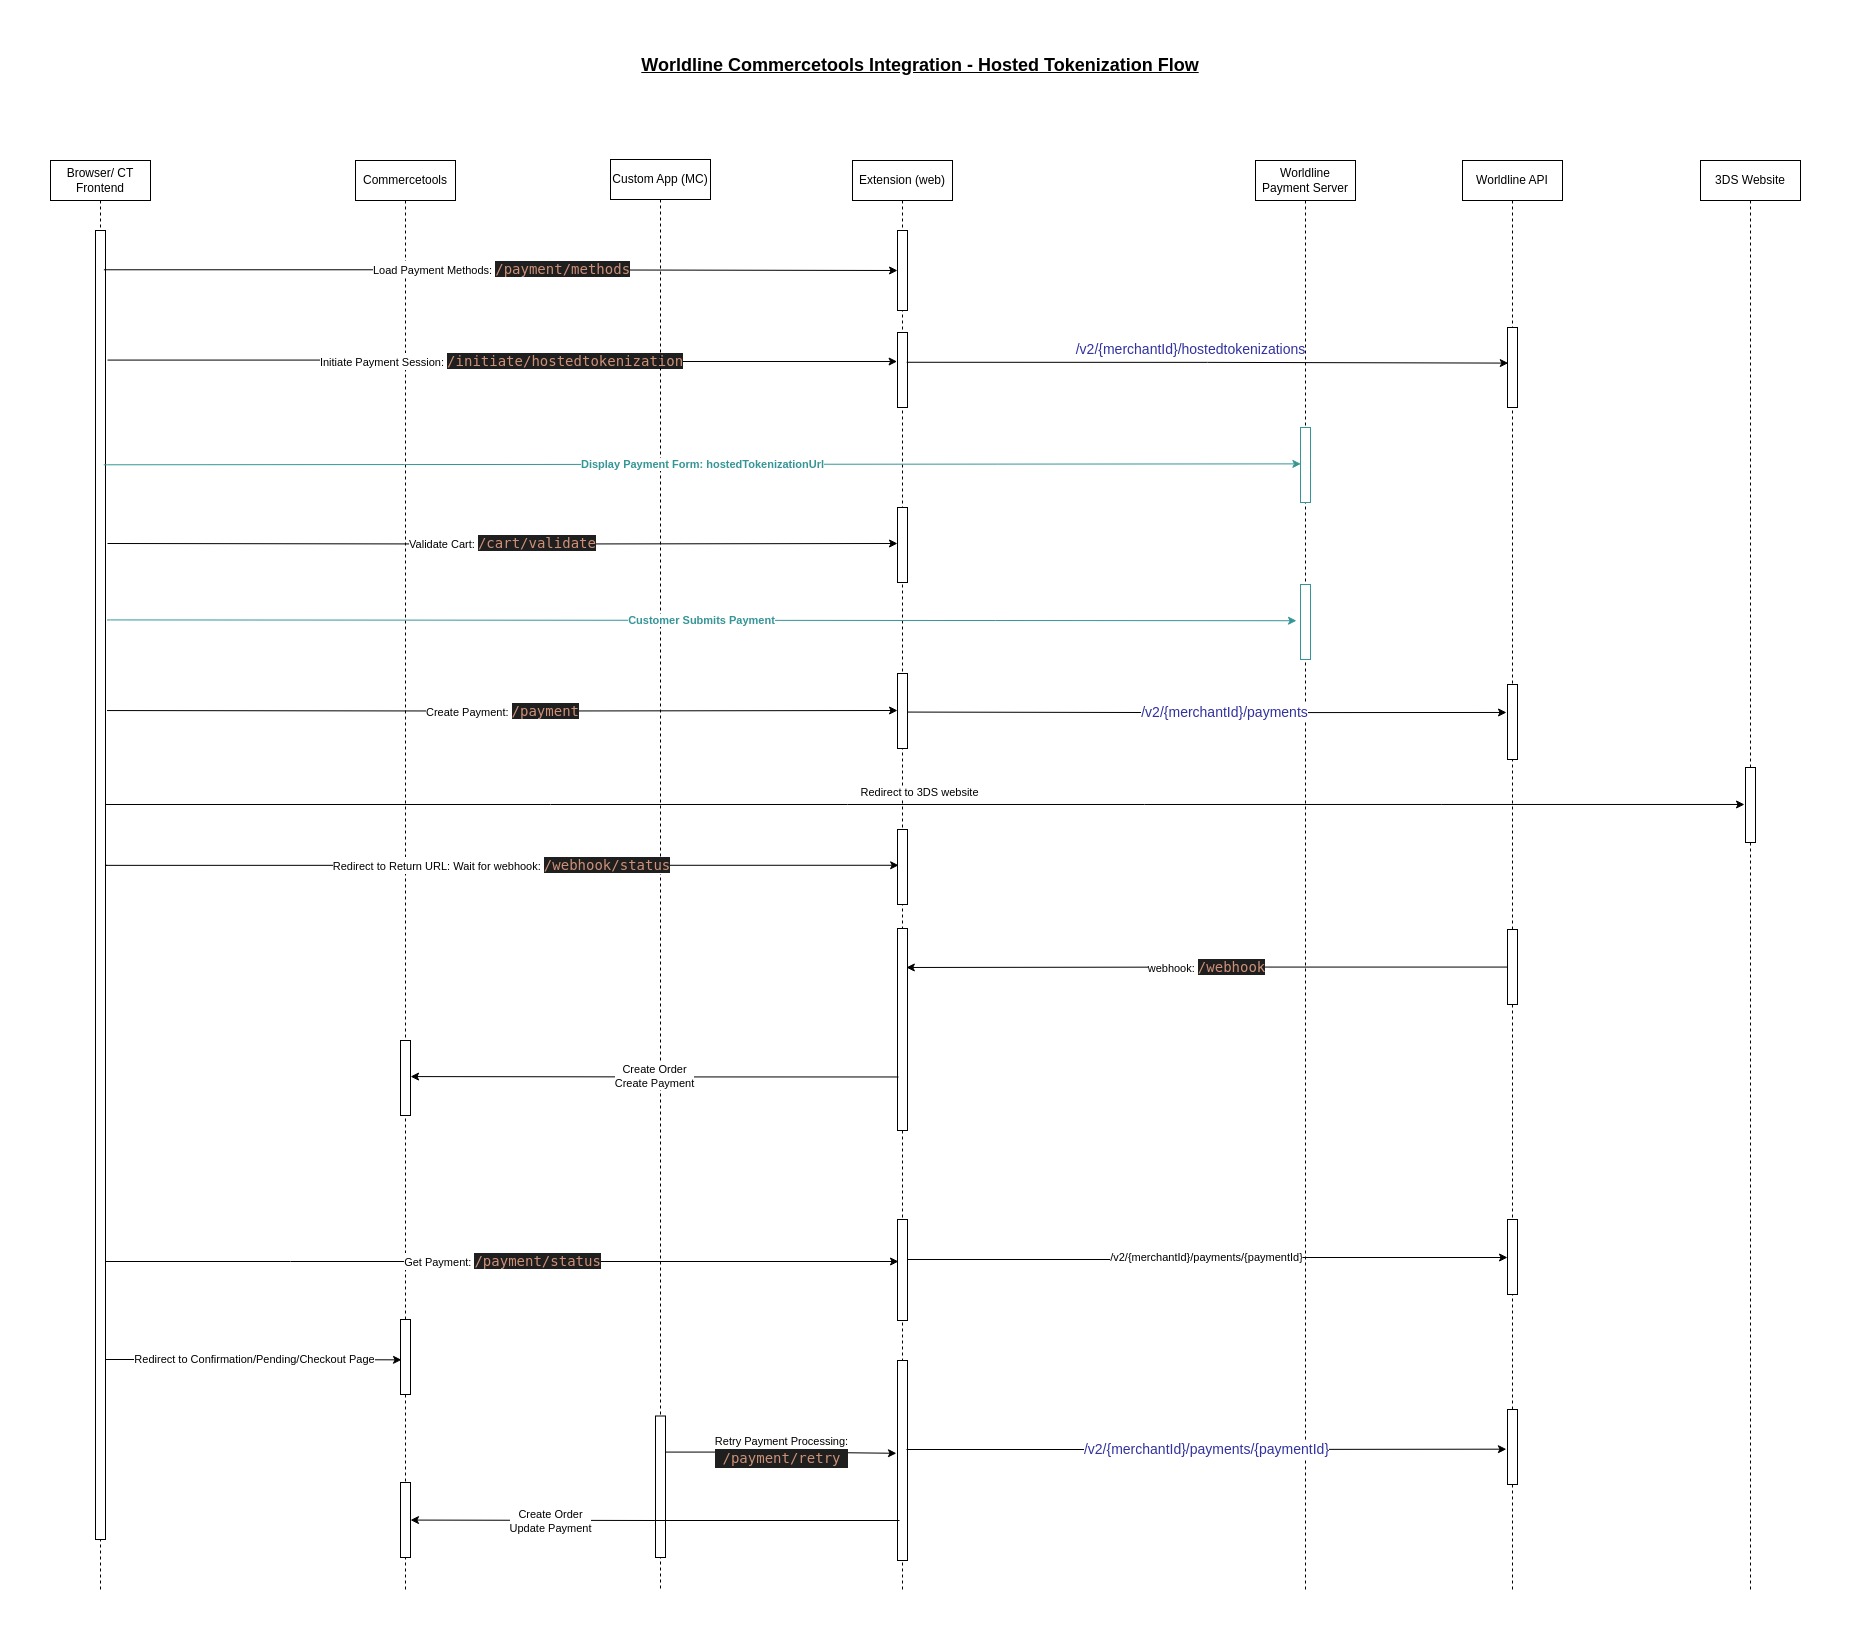 Worldline Commercetools Integration - Hosted Tokenization Flow
Browser/ CT
Frontend
Commercetools
Custom App (MC)
Extension (web)
Worldline
Payment Server
Worldline API
3DS Website
Load Payment Methods: /payment/methods
Initiate Payment Session: /initiate/hostedtokenization
/v2/{merchantId}/hostedtokenizations
Display Payment Form: hostedTokenizationUrl
Validate Cart: /cart/validate
Customer Submits Payment
Create Payment: /payment
/v2/{merchantId}/payments
Redirect to 3DS website
Redirect to Return URL: Wait for webhook: /webhook/status
webhook: /webhook
Create Order
Create Payment
Get Payment: /payment/status
/v2/{merchantId}/payments/{paymentId}
Redirect to Confirmation/Pending/Checkout Page
Retry Payment Processing:
/payment/retry
/v2/{merchantId}/payments/{paymentId}
Create Order
Update Payment